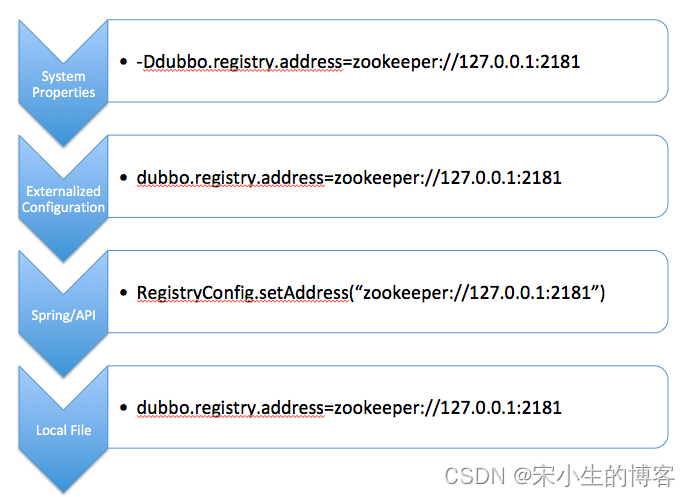 System
Properties
• -Ddubbo.registry.address=zookeeper://127.0.0.1:2181
Externalized
Configuration
• dubbo.registry.address=zookeeper://127.0.0.1:2181
Spring/API
• RegistryConfig.setAddress(“zookeeper://127.0.0.1:2181”)
Local File
• dubbo.registry.address=zookeeper://127.0.0.1:2181
CSDN @宋小生的博客